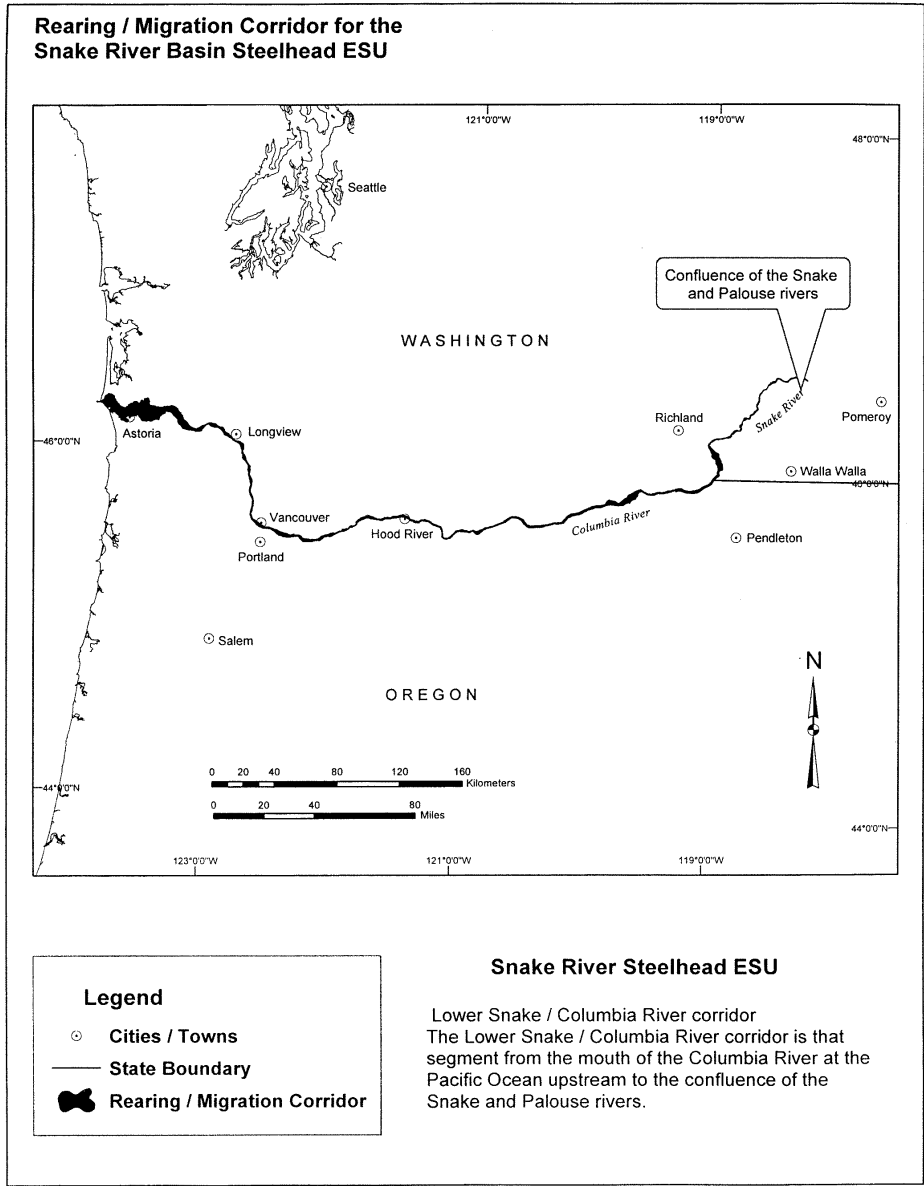 Rearing / Migration Corridor for the
Snake River Basin Steelhead ESU
121°0'0"W
119°0'0"W
48°0'0"N
Seattle
Confluence of the Snake
and Palouse rivers
WASHINGTON
Snake River
Richland
Pomeroy
Astoria
Longview
46°0'0"N
Walla Walla
46°0'0"N
Vancouver
Hood River
Columbia River
Portland
Pendleton
Salem
N
OREGON
0 20 40 80 120 160
Kilometers
44°0'0"N
0 20 40 80
Miles
44°0'0"N
123°0'0"W
121°0'0"W
119°0'0"W
Legend
Cities / Towns
State Boundary
Rearing / Migration Corridor
Snake River Steelhead ESU
Lower Snake / Columbia River corridor
The Lower Snake / Columbia River corridor is that
segment from the mouth of the Columbia River at the
Pacific Ocean upstream to the confluence of the
Snake and Palouse rivers.